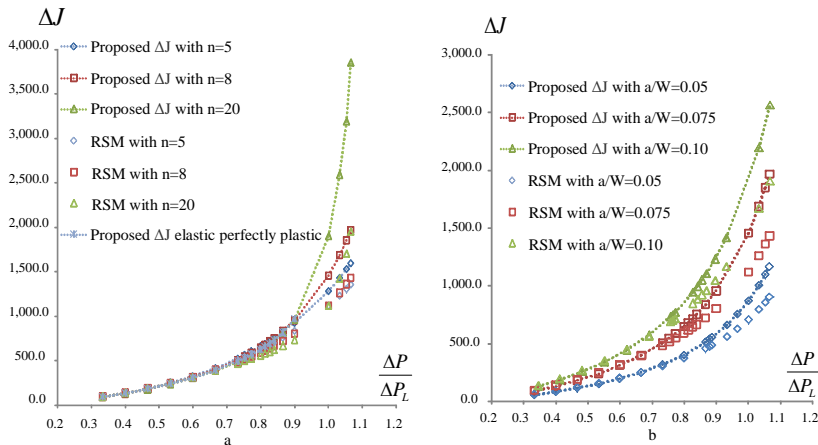 ΔJ
4,000.0
3,500.0
3,000.0
2,500.0
2,000.0
1,500.0
1,000.0
500.0
0.0
Proposed ΔJ with n=5
Proposed ΔJ with n=8
Proposed ΔJ with n=20
RSM with n=5
RSM with n=8
RSM with n=20
Proposed ΔJ elastic perfectly plastic
ΔP
ΔP_L
0.2 0.3 0.4 0.5 0.6 0.7 0.8 0.9 1.0 1.1 1.2
a
ΔJ
3,000.0
2,500.0
2,000.0
1,500.0
1,000.0
500.0
0.0
Proposed ΔJ with a/W=0.05
Proposed ΔJ with a/W=0.075
Proposed ΔJ with a/W=0.10
RSM with a/W=0.05
RSM with a/W=0.075
RSM with a/W=0.10
ΔP
ΔP_L
0.2 0.3 0.4 0.5 0.6 0.7 0.8 0.9 1.0 1.1 1.2
b